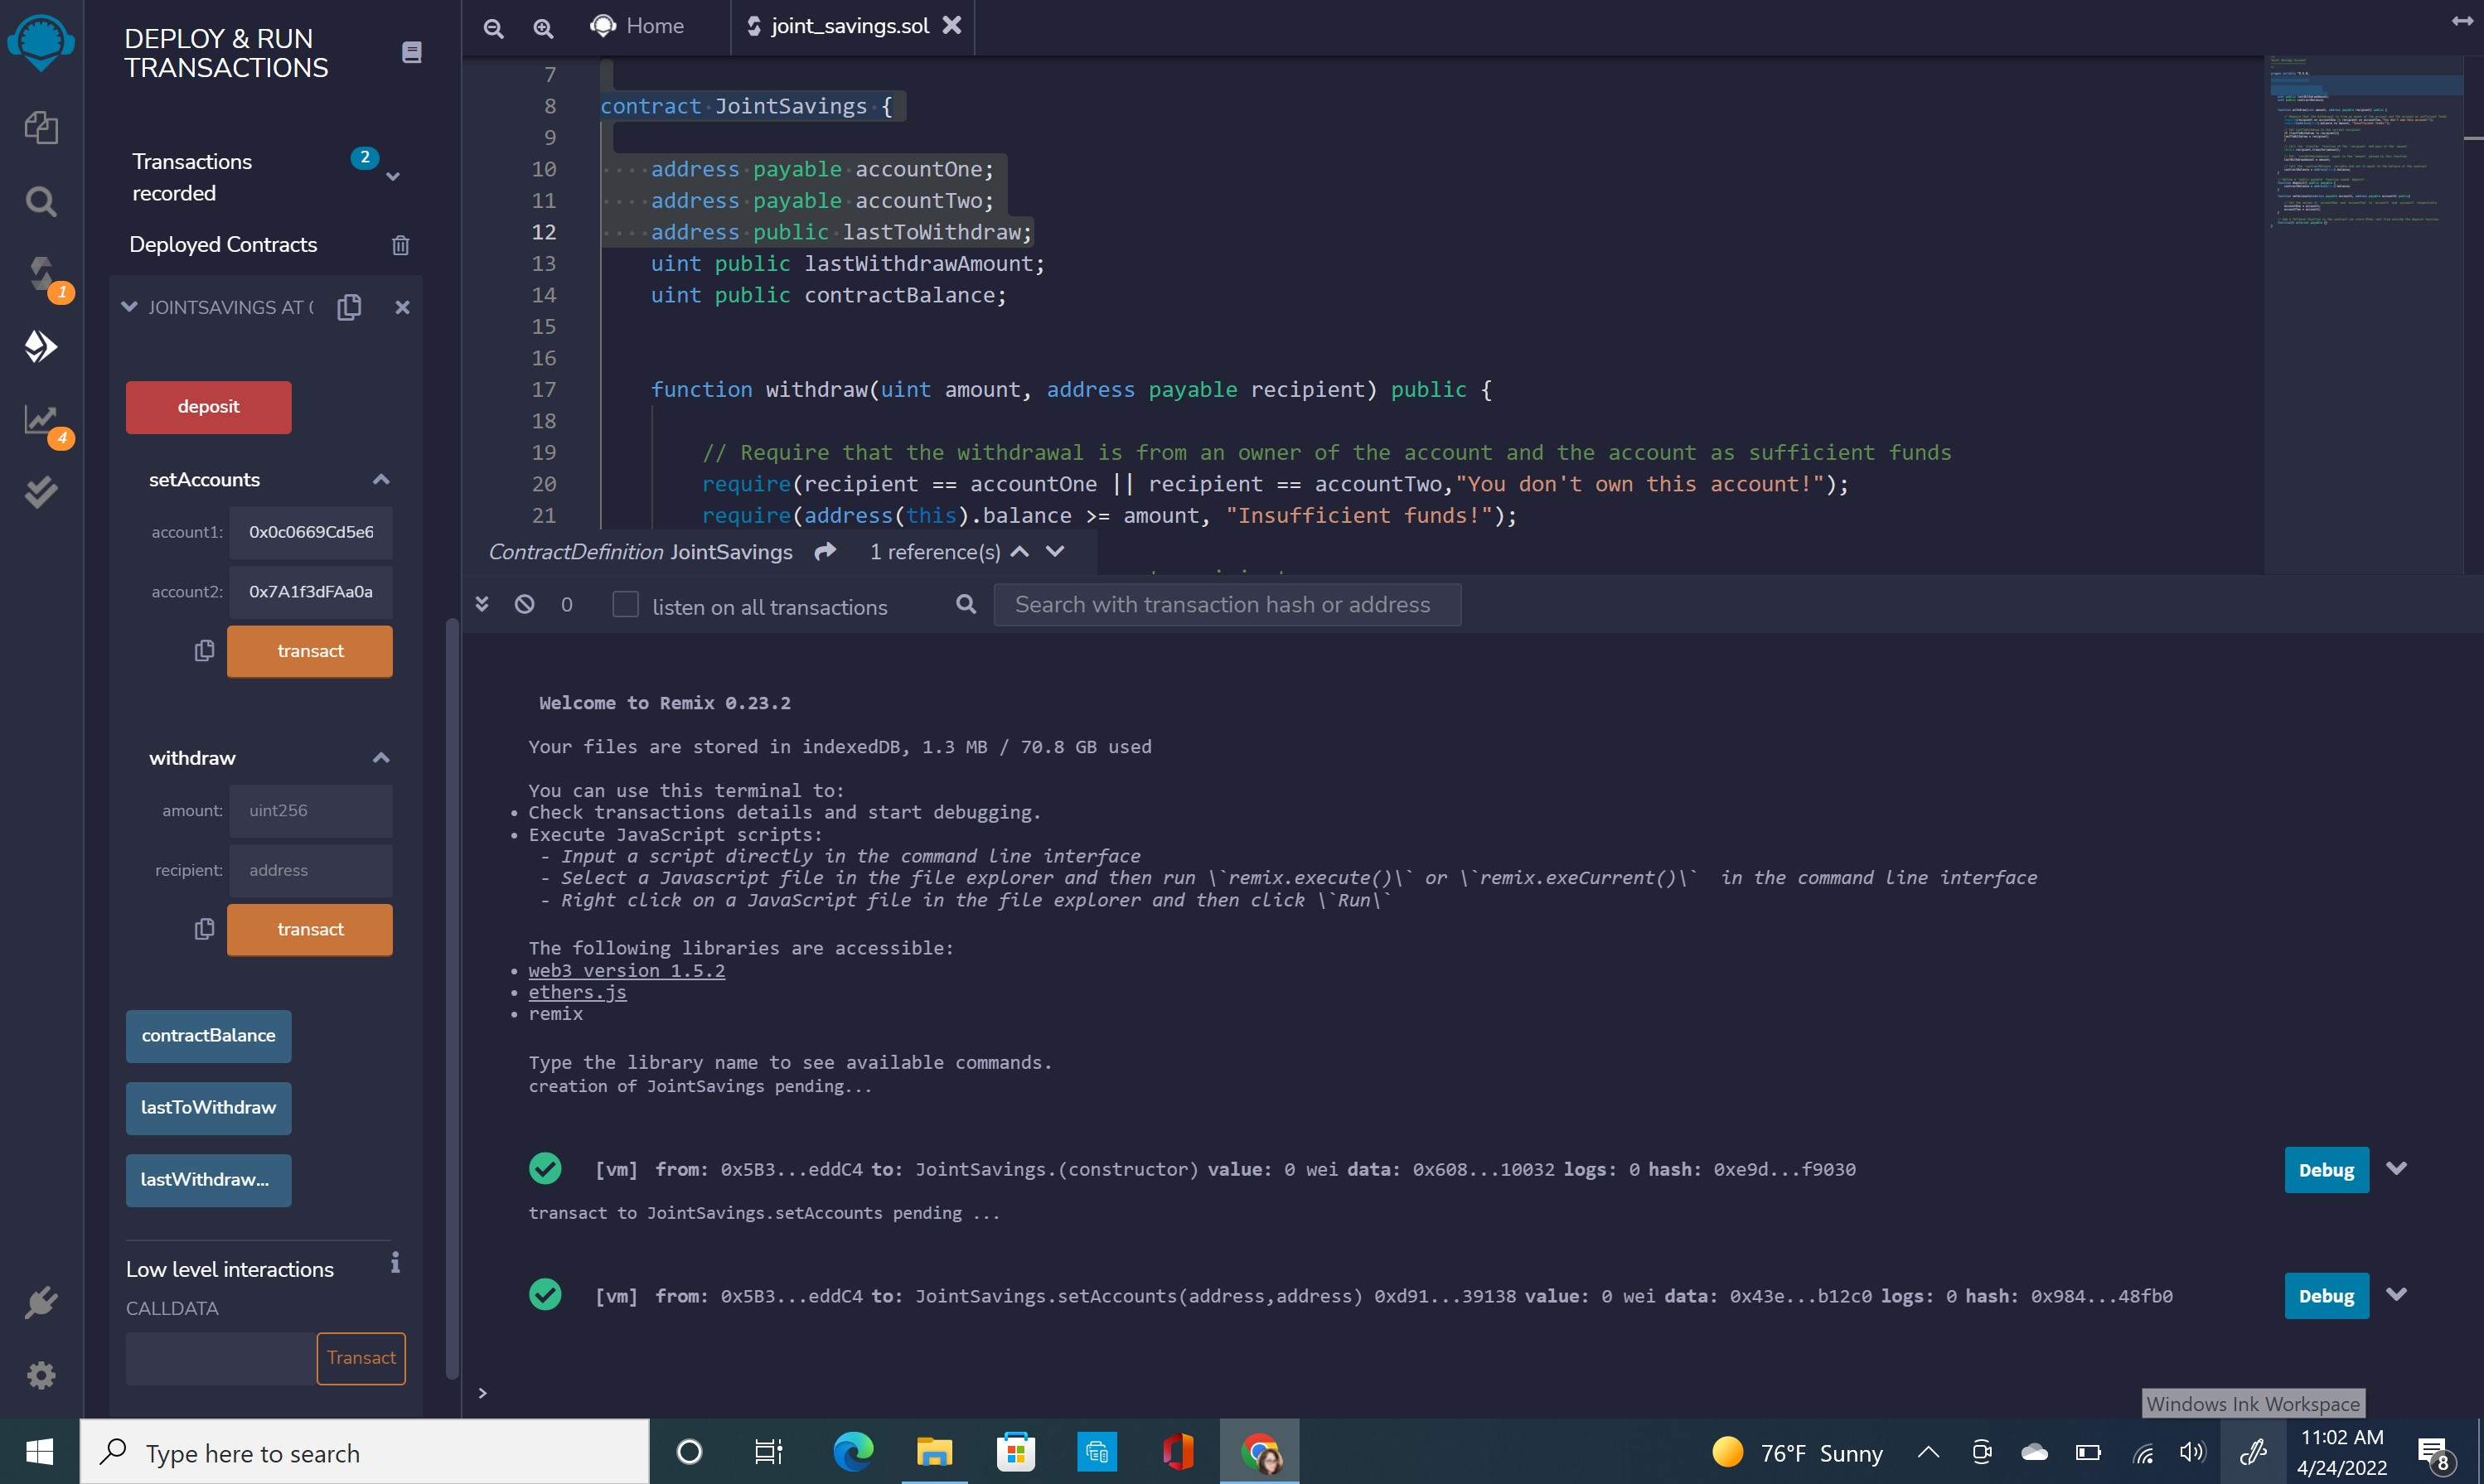 DEPLOY & RUN
TRANSACTIONS
Transactions
recorded
2
Deployed Contracts
JOINTSAVINGS AT (
deposit
setAccounts
account1: 0x0c0669Cd5e6
account2: 0x7A1f3dFAa0a
transact
withdraw
amount: uint256
recipient: address
transact
contractBalance
lastToWithdraw
lastWithdraw...
Low level interactions
CALLDATA
Transact
1
4
Home
joint_savings.sol
7
8 contract JointSavings {
9
10 address payable accountOne;
11 address payable accountTwo;
12 address public lastToWithdraw;
13 uint public lastWithdrawAmount;
14 uint public contractBalance;
15
16
17 function withdraw(uint amount, address payable recipient) public {
18
19 // Require that the withdrawal is from an owner of the account and the account as sufficient funds
20 require(recipient == accountOne || recipient == accountTwo,"You don't own this account!");
21 require(address(this).balance >= amount, "Insufficient funds!");
ContractDefinition JointSavings 1 reference(s)
0 listen on all transactions Search with transaction hash or address
Welcome to Remix 0.23.2
Your files are stored in indexedDB, 1.3 MB / 70.8 GB used
You can use this terminal to:
• Check transactions details and start debugging.
• Execute JavaScript scripts:
- Input a script directly in the command line interface
- Select a Javascript file in the file explorer and then run \`remix.execute()\` or \`remix.exeCurrent()\` in the command line interface
- Right click on a JavaScript file in the file explorer and then click \`Run\`
The following libraries are accessible:
• web3 version 1.5.2
• ethers.js
• remix
Type the library name to see available commands.
creation of JointSavings pending...
[vm] from: 0x5B3...eddC4 to: JointSavings.(constructor) value: 0 wei data: 0x608...10032 logs: 0 hash: 0xe9d...f9030
Debug
transact to JointSavings.setAccounts pending ...
[vm] from: 0x5B3...eddC4 to: JointSavings.setAccounts(address,address) 0xd91...39138 value: 0 wei data: 0x43e...b12c0 logs: 0 hash: 0x984...48fb0
Debug
>
Windows Ink Workspace
Type here to search
76°F Sunny
11:02 AM
4/24/2022
8